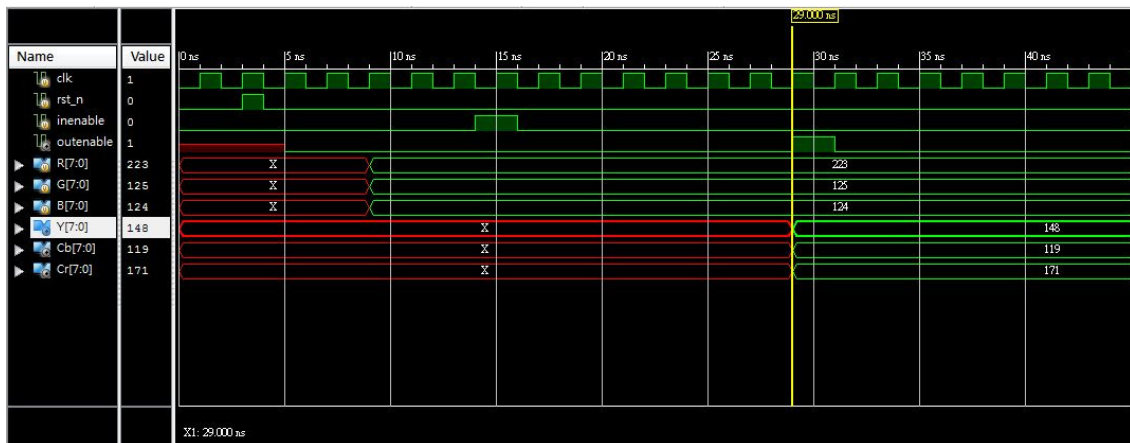 29.000 ns
Name Value
0 ns 5 ns 10 ns 15 ns 20 ns 25 ns 30 ns 35 ns 40 ns
clk 1
rst_n 0
inenable 0
outenable 1
R[7:0] 223 X 223
G[7:0] 125 X 125
B[7:0] 124 X 124
Y[7:0] 148 X 148
Cb[7:0] 119 X 119
Cr[7:0] 171 X 171
X1: 29.000 ns